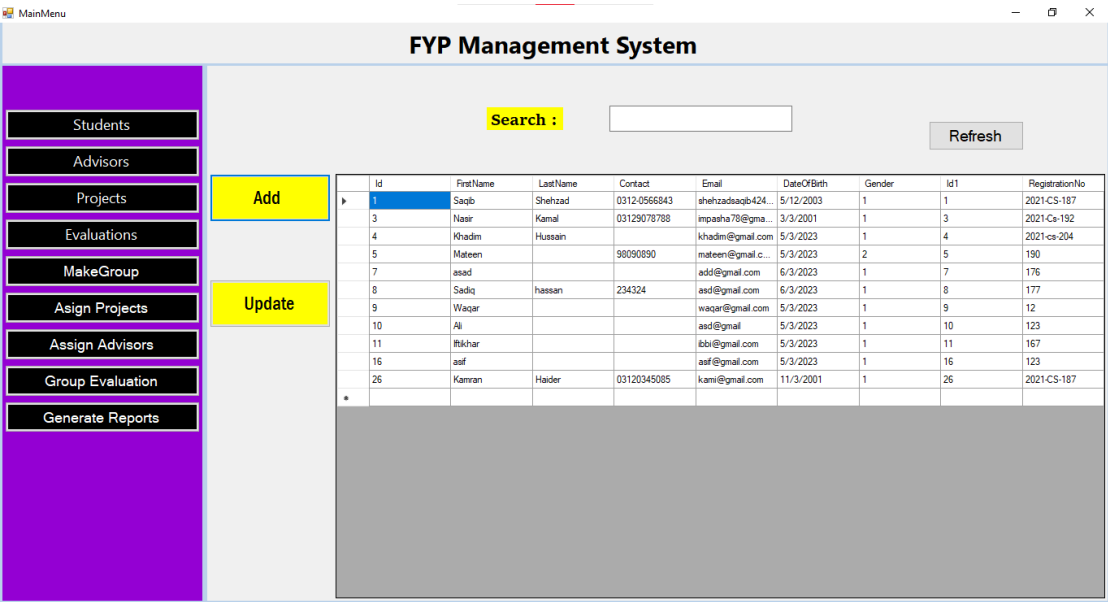 MainMenu
FYP Management System
Search :
Refresh
Students
Advisors
Projects
Evaluations
MakeGroup
Asign Projects
Assign Advisors
Group Evaluation
Generate Reports
Add
Update
Id FirstName LastName Contact Email DateOfBirth Gender Id1 RegistrationNo
1 Saqib Shehzad 0312-0566843 shehzadsaqib424... 5/12/2003 1 1 2021-CS-187
3 Nasir Kamal 03129078788 impasha78@gma... 3/3/2001 1 3 2021-Cs-192
4 Khadim Hussain khadim@gmail.com 5/3/2023 1 4 2021-cs-204
5 Mateen 98090890 mateen@gmail.c... 5/3/2023 2 5 190
7 asad add@gmail.com 6/3/2023 1 7 176
8 Sadiq hassan 234324 asd@gmail.com 6/3/2023 1 8 177
9 Waqar waqar@gmail.com 5/3/2023 1 9 12
10 Ali asd@gmail 5/3/2023 1 10 123
11 Iftikhar ibbi@gmail.com 5/3/2023 1 11 167
16 asif asif@gmail.com 5/3/2023 1 16 123
26 Kamran Haider 03120345085 kami@gmail.com 11/3/2001 1 26 2021-CS-187